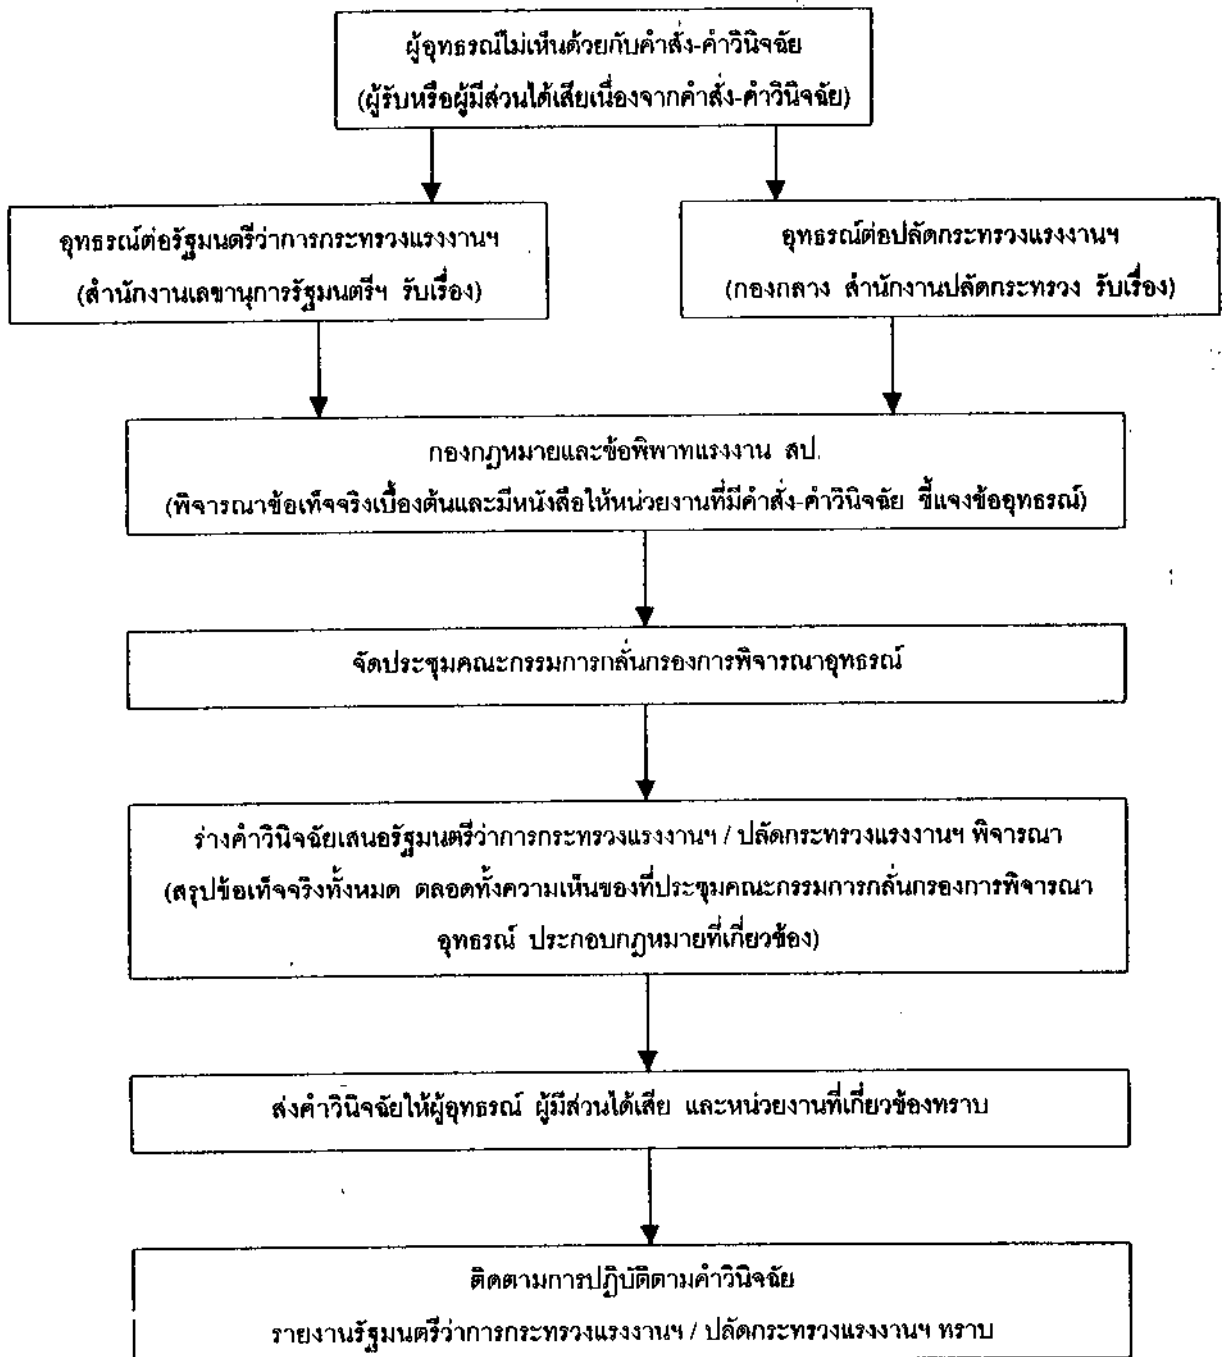 ผู้อุทธรณ์ไม่เห็นด้วยกับคำสั่ง-คำวินิจฉัย
(ผู้รับหรือผู้มีส่วนได้เสียเนื่องจากคำสั่ง-คำวินิจฉัย)
อุทธรณ์ต่อรัฐมนตรีว่าการกระทรวงแรงงานฯ
(สำนักงานเลขานุการรัฐมนตรีฯ รับเรื่อง)
อุทธรณ์ต่อปลัดกระทรวงแรงงานฯ
(กองกลาง สำนักงานปลัดกระทรวง รับเรื่อง)
กองกฎหมายและข้อพิพาทแรงงาน สป.
(พิจารณาข้อเท็จจริงเบื้องต้นและมีหนังสือให้หน่วยงานที่มีคำสั่ง-คำวินิจฉัย ชี้แจงข้ออุทธรณ์)
จัดประชุมคณะกรรมการกลั่นกรองการพิจารณาอุทธรณ์
ร่างคำวินิจฉัยเสนอรัฐมนตรีว่าการกระทรวงแรงงานฯ / ปลัดกระทรวงแรงงานฯ พิจารณา
(สรุปข้อเท็จจริงทั้งหมด ตลอดทั้งความเห็นของที่ประชุมคณะกรรมการกลั่นกรองการพิจารณา
อุทธรณ์ ประกอบกฎหมายที่เกี่ยวข้อง)
ส่งคำวินิจฉัยให้ผู้อุทธรณ์ ผู้มีส่วนได้เสีย และหน่วยงานที่เกี่ยวข้องทราบ
ติดตามการปฏิบัติตามคำวินิจฉัย
รายงานรัฐมนตรีว่าการกระทรวงแรงงานฯ / ปลัดกระทรวงแรงงานฯ ทราบ